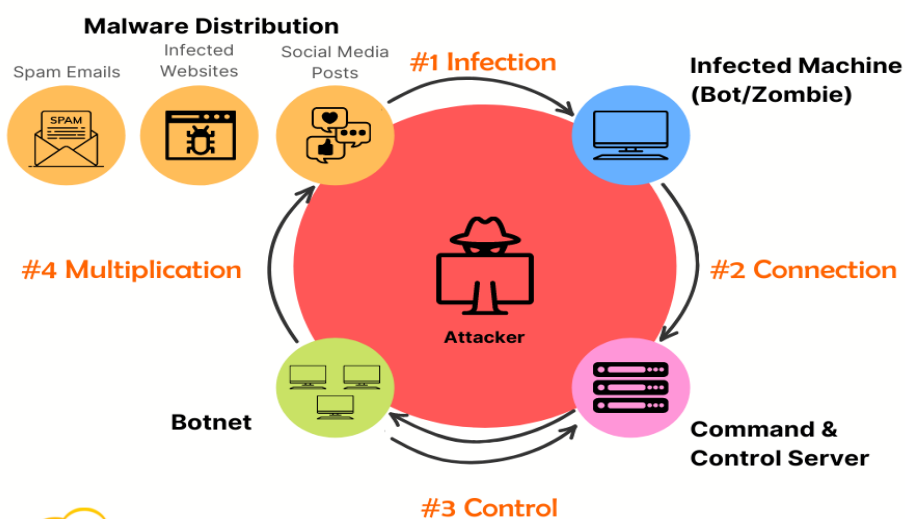 Malware Distribution
Spam Emails
Infected
Websites
Social Media
Posts
SPAM
#1 Infection
Infected Machine
(Bot/Zombie)
#4 Multiplication
#2 Connection
Attacker
Botnet
Command &
Control Server
#3 Control